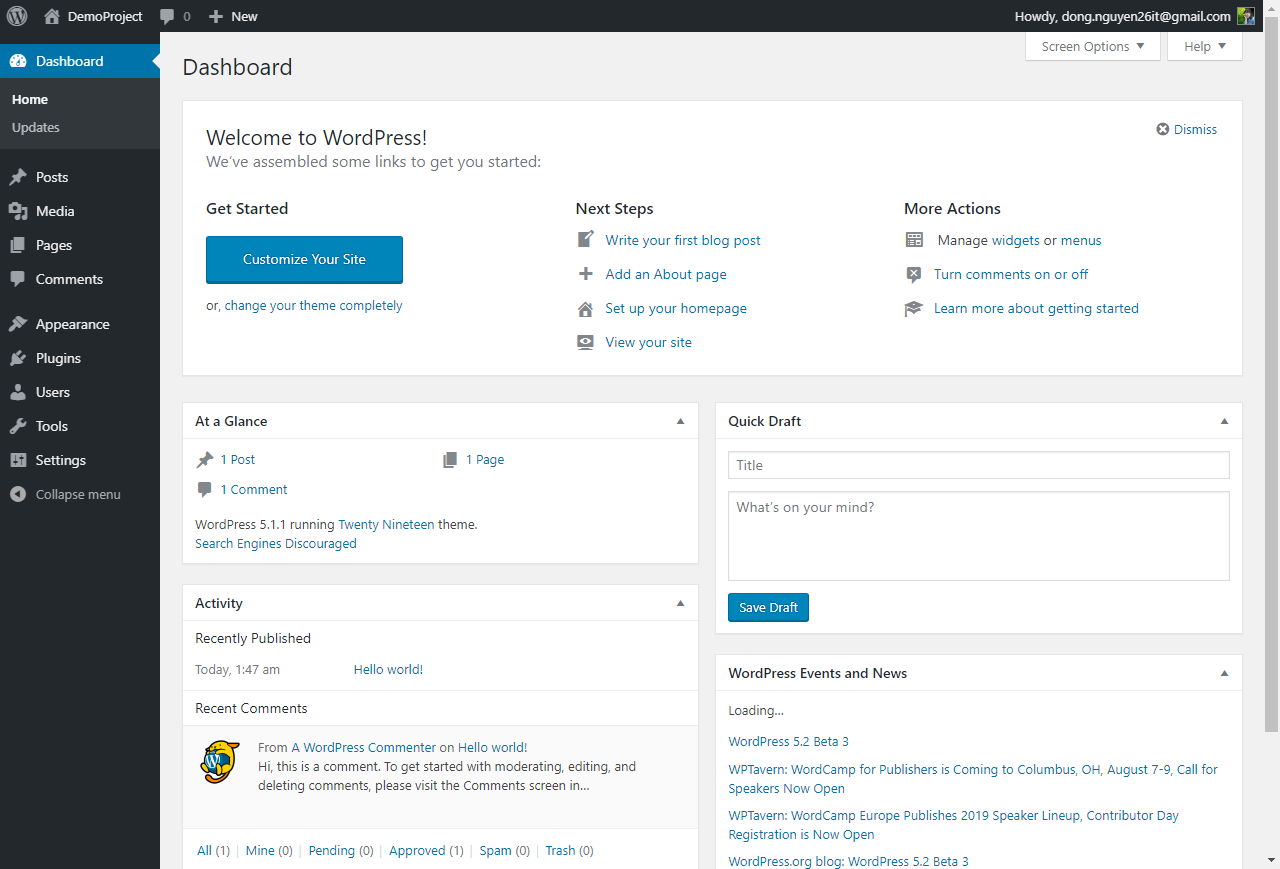 DemoProject 0 New Howdy, dong.nguyen26it@gmail.com
Screen Options Help
Dashboard
Home
Updates
Posts
Media
Pages
Comments
Appearance
Plugins
Users
Tools
Settings
Collapse menu
Dashboard
Welcome to WordPress!
Dismiss
We've assembled some links to get you started:
Get Started
Customize Your Site
or, change your theme completely
Next Steps
Write your first blog post
Add an About page
Set up your homepage
View your site
More Actions
Manage widgets or menus
Turn comments on or off
Learn more about getting started
At a Glance
1 Post 1 Page
1 Comment
WordPress 5.1.1 running Twenty Nineteen theme.
Search Engines Discouraged
Activity
Recently Published
Today, 1:47 am Hello world!
Recent Comments
From A WordPress Commenter on Hello world!
Hi, this is a comment. To get started with moderating, editing, and
deleting comments, please visit the Comments screen in…
All (1) | Mine (0) | Pending (0) | Approved (1) | Spam (0) | Trash (0)
Quick Draft
Title
What's on your mind?
Save Draft
WordPress Events and News
Loading…
WordPress 5.2 Beta 3
WPTavern: WordCamp for Publishers is Coming to Columbus, OH, August 7-9, Call for
Speakers Now Open
WPTavern: WordCamp Europe Publishes 2019 Speaker Lineup, Contributor Day
Registration is Now Open
WordPress.org blog: WordPress 5.2 Beta 3